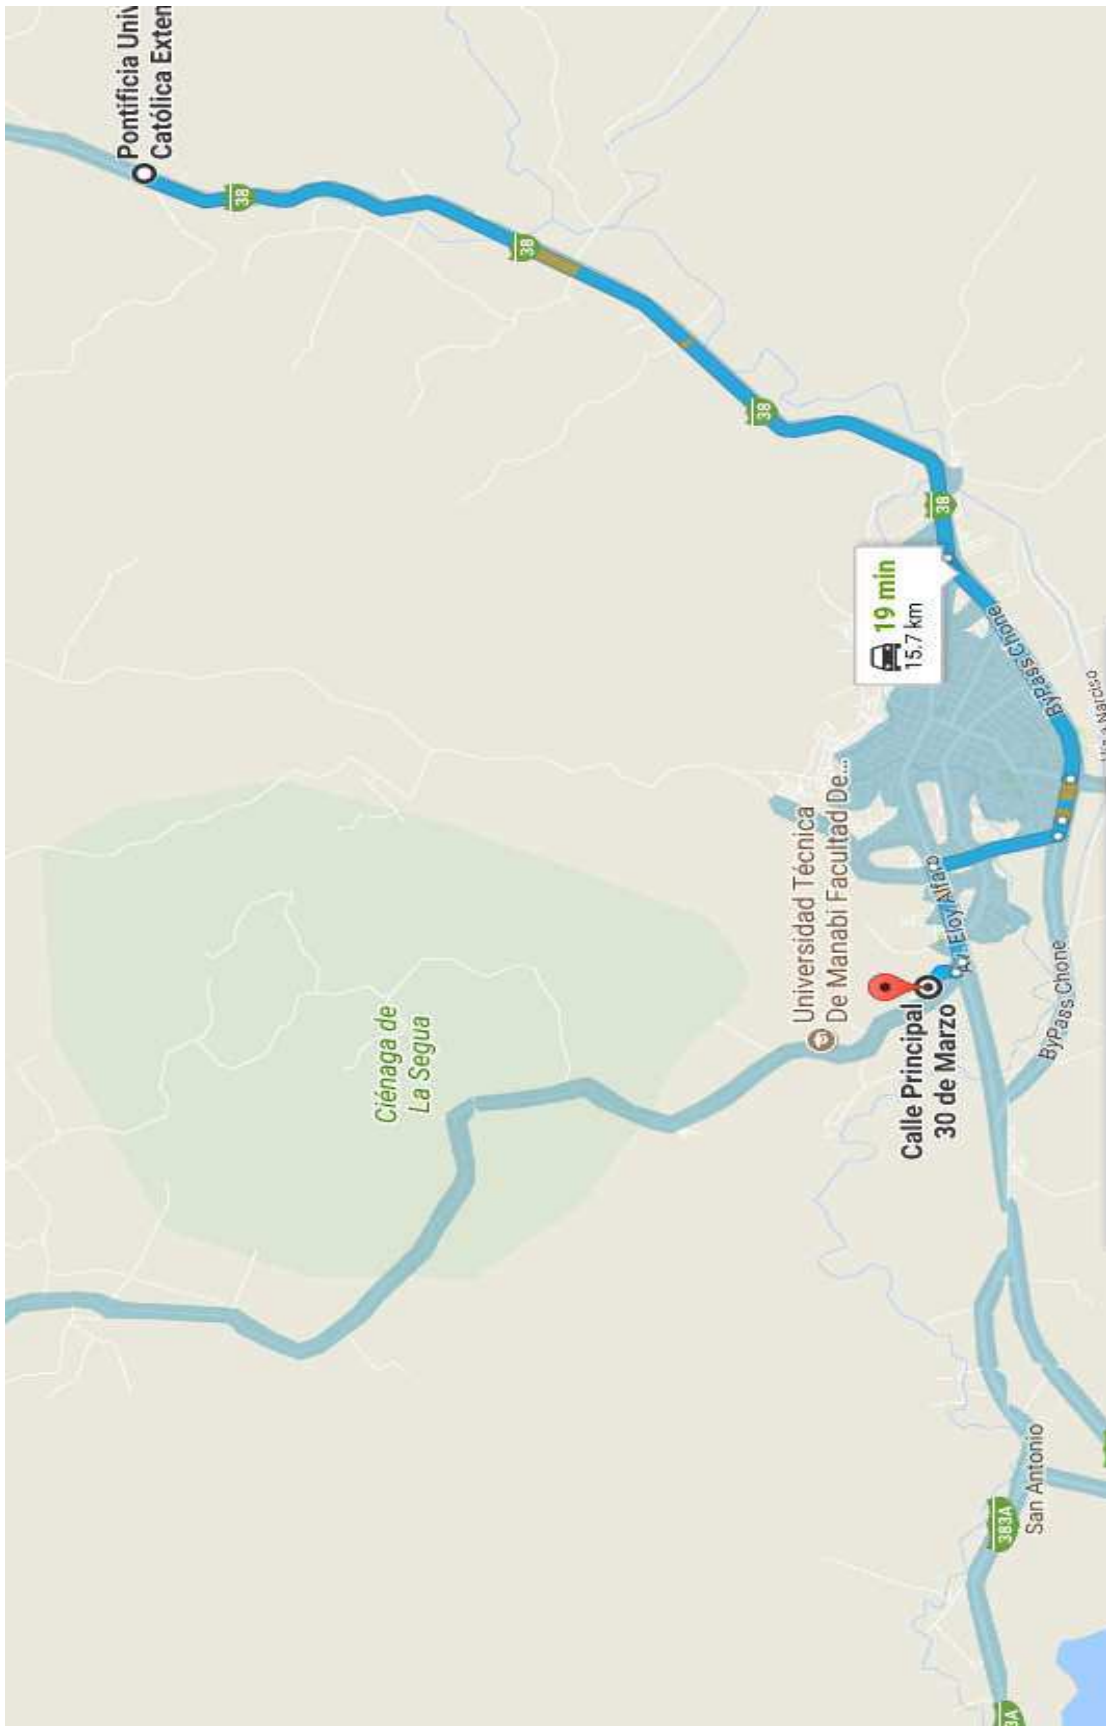 Pontificia Univ
Católica Exten
38
38
38
38
19 min
15.7 km
ByPass Chone
Universidad Técnica
De Manabi Facultad De...
Av. Eloy Alfaro
Ciénaga de
La Segua
Calle Principal
30 de Marzo
ByPass Chone
San Antonio
383A